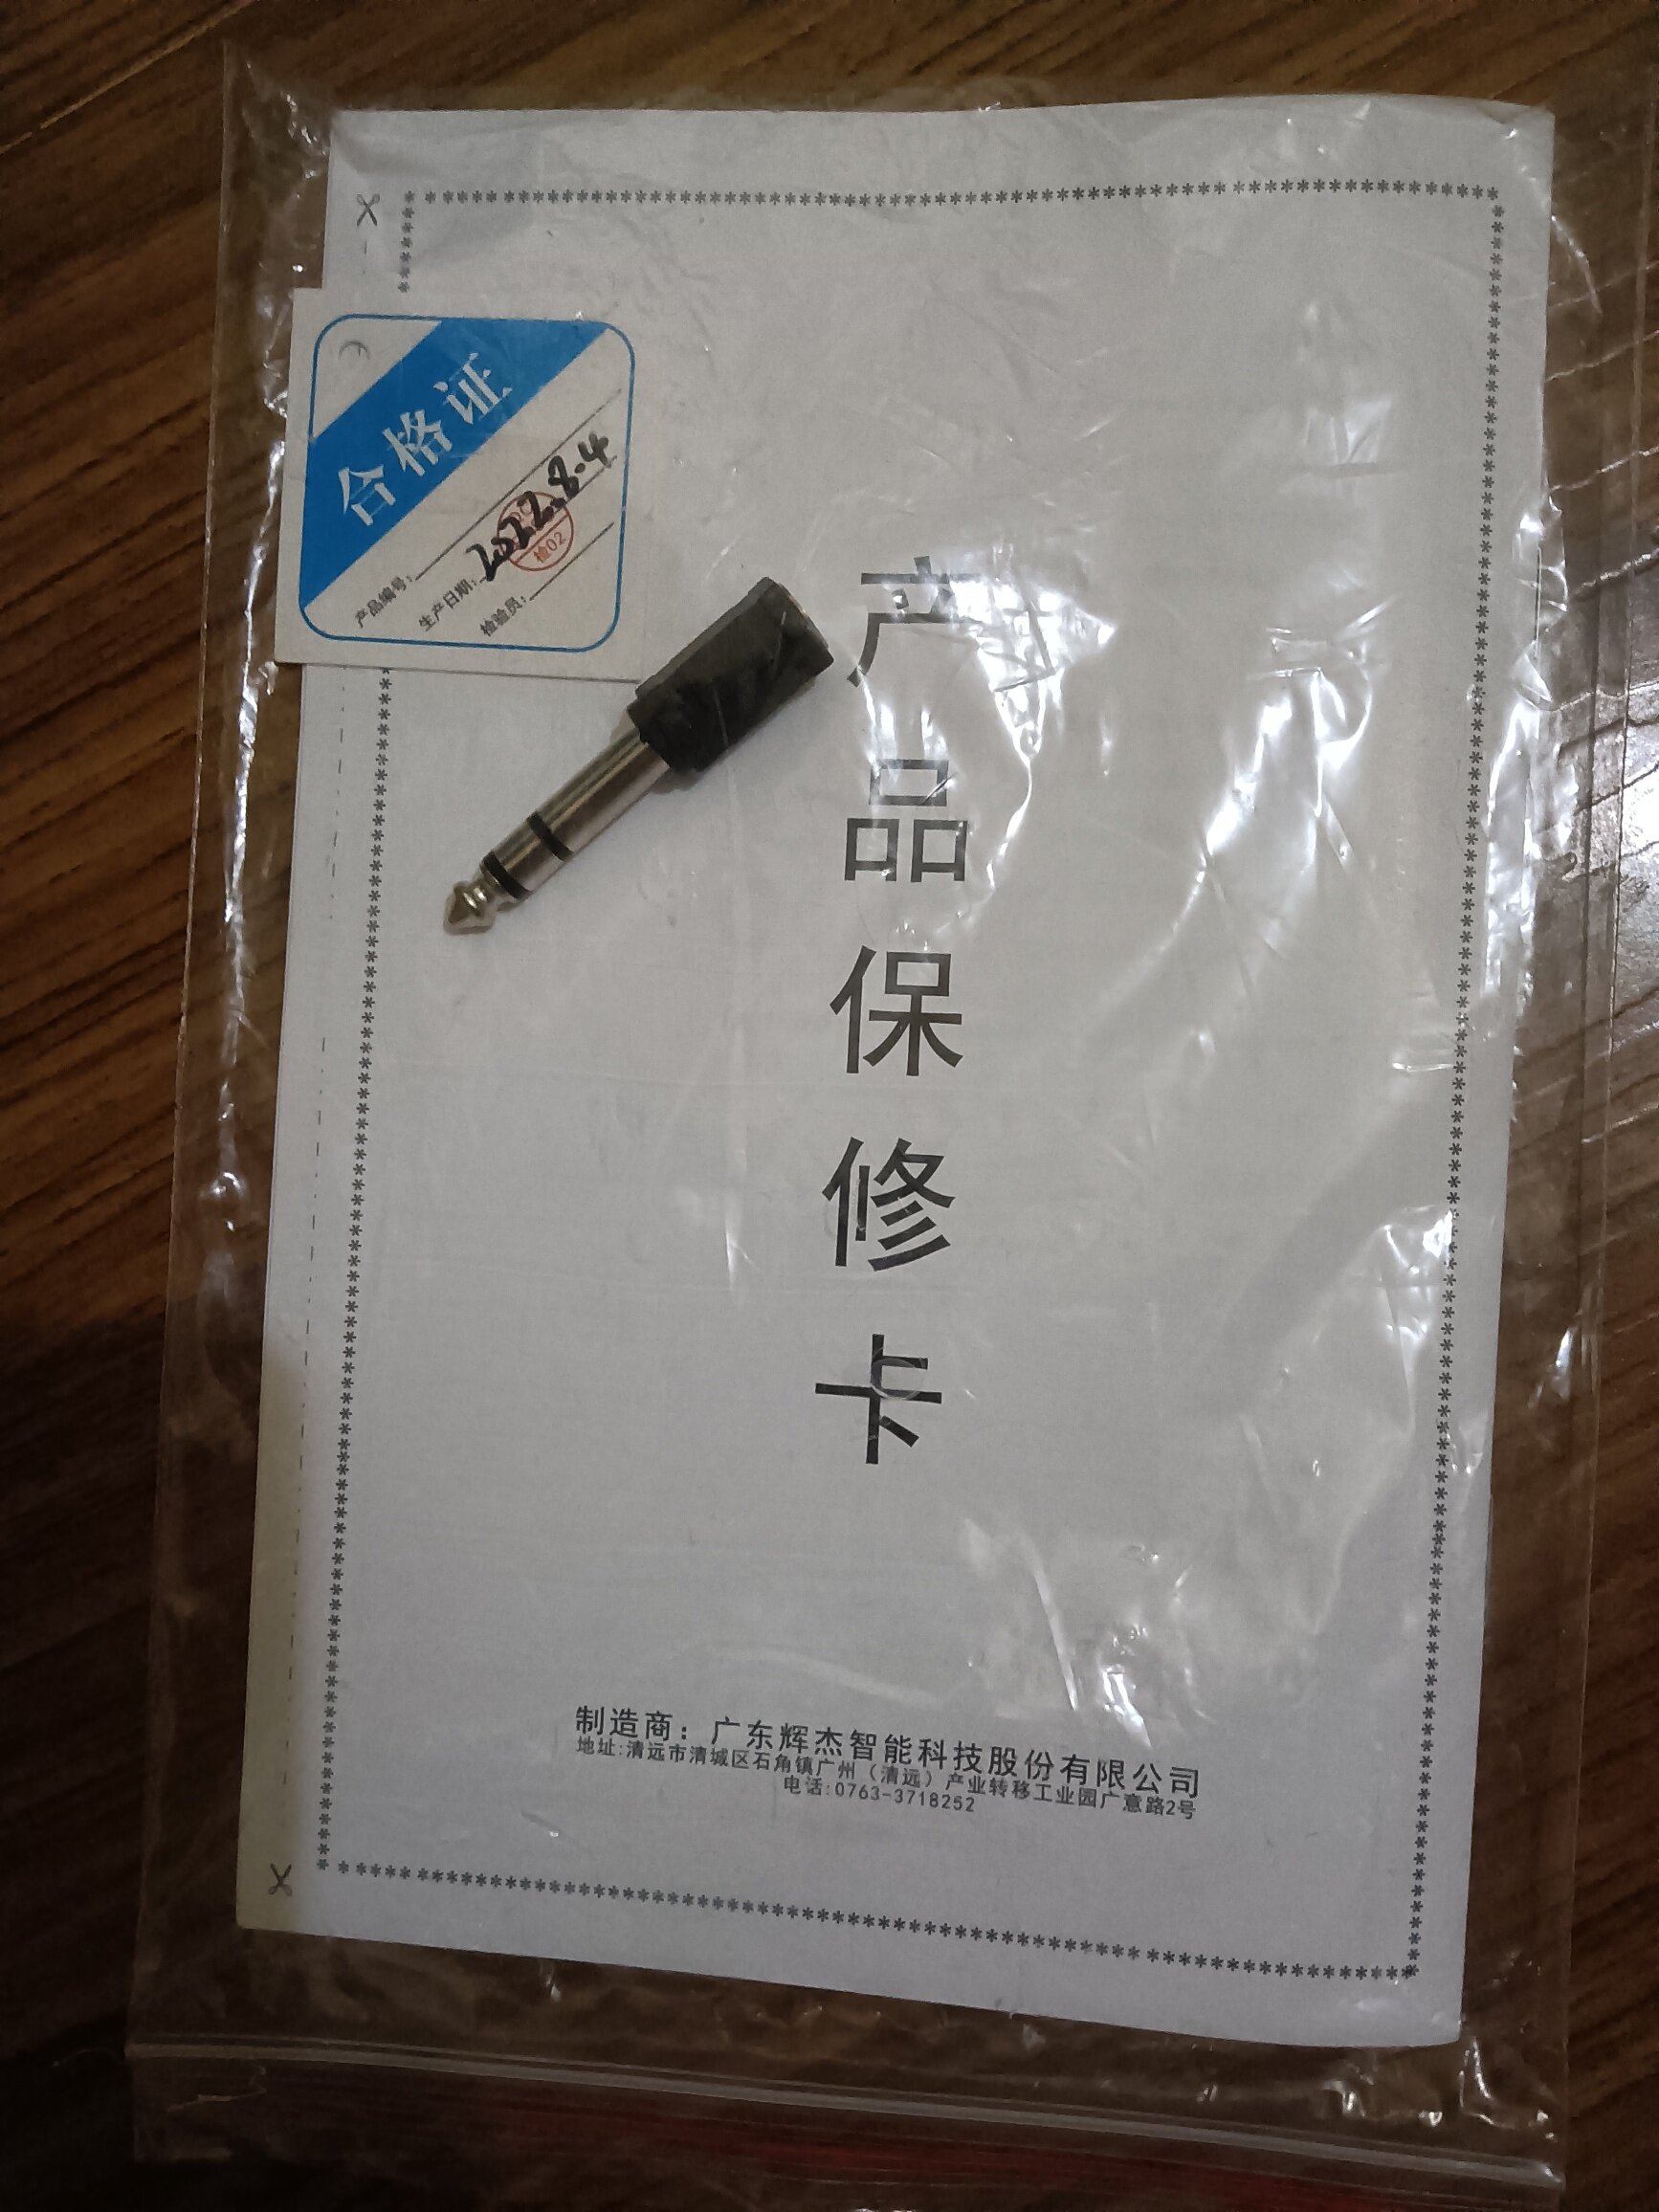 合格证
产品编号:
生产日期: 2022.8.4
检02
检验员:
产品保修卡
制造商：广东辉杰智能科技股份有限公司
地址:清远市清城区石角镇广州（清远）产业转移工业园广意路2号
电话:0763-3718252